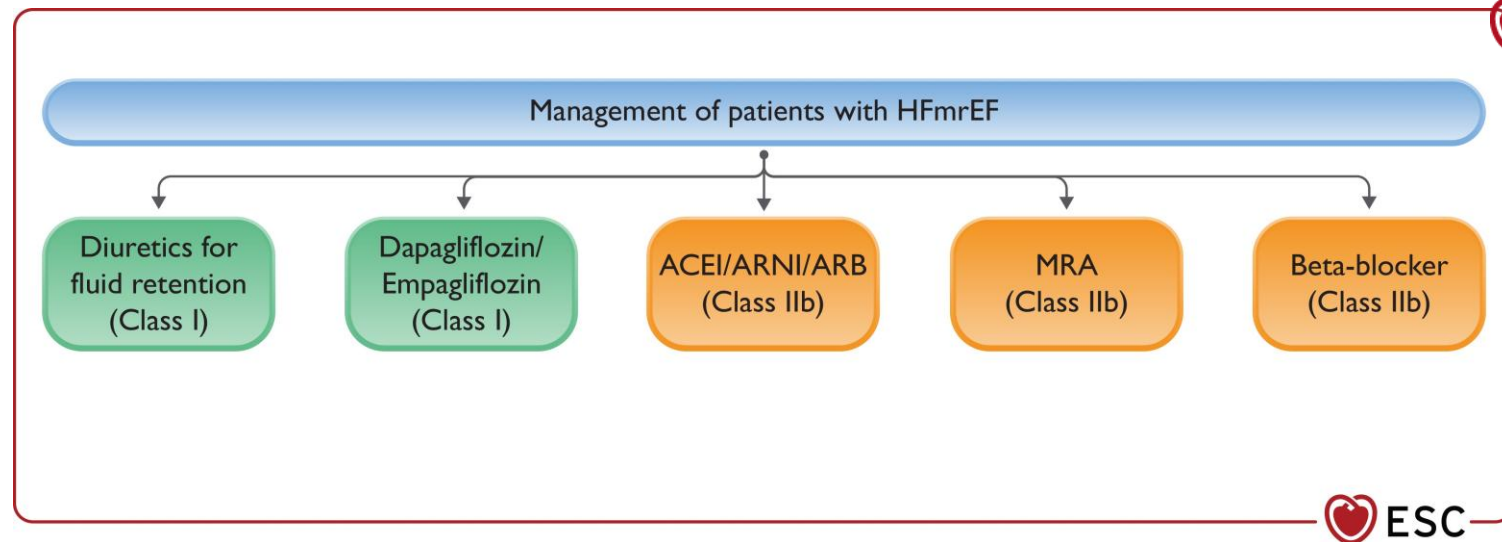 Management of patients with HFmrEF
Diuretics for
fluid retention
(Class I)
Dapagliflozin/
Empagliflozin
(Class I)
ACEI/ARNI/ARB
(Class IIb)
MRA
(Class IIb)
Beta-blocker
(Class IIb)
ESC